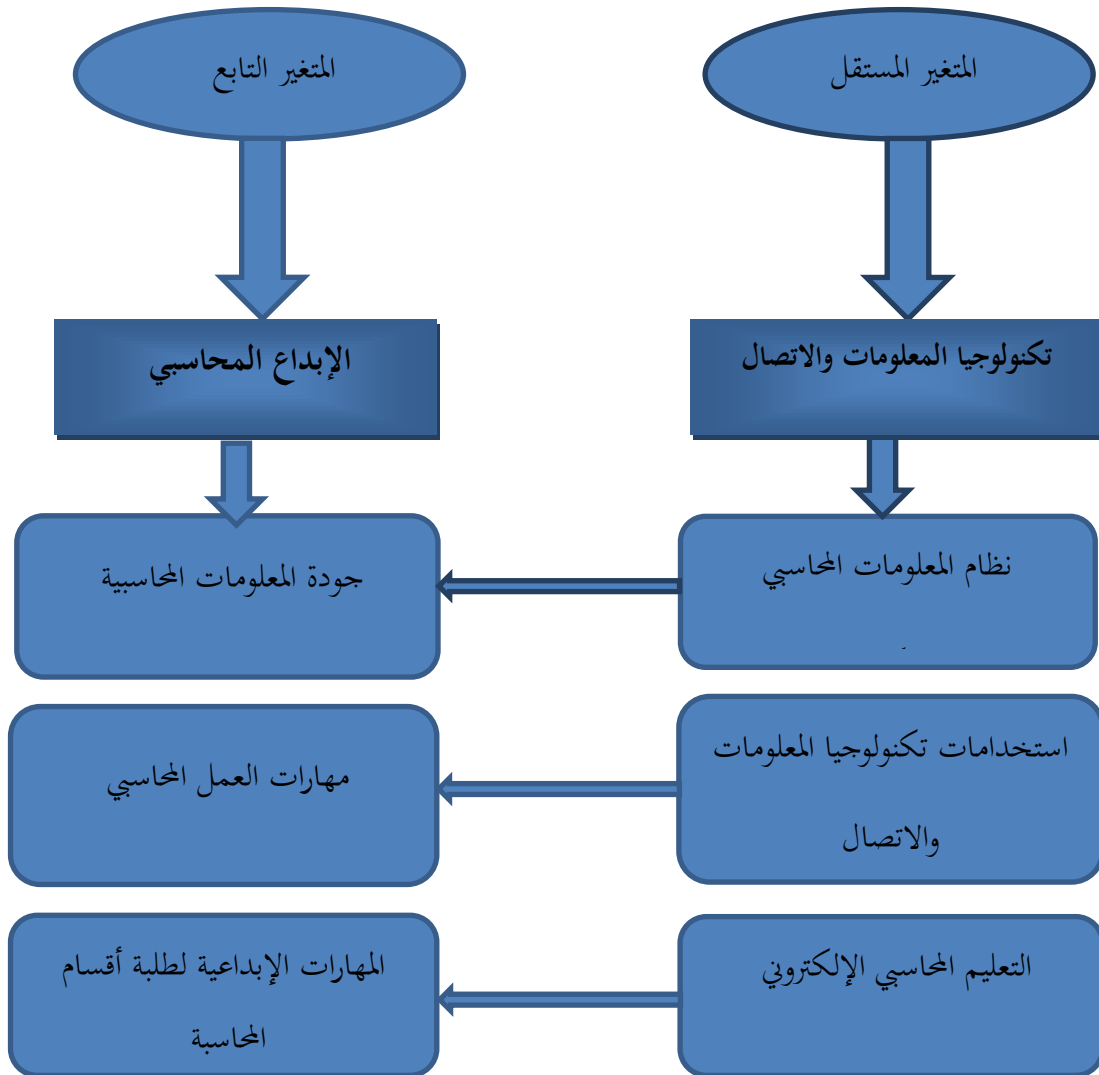 المتغير المستقل
المتغير التابع
تكنولوجيا المعلومات والاتصال
الإبداع المحاسبي
نظام المعلومات المحاسبي
جودة المعلومات المحاسبية
استخدامات تكنولوجيا المعلومات
والاتصال
مهارات العمل المحاسبي
التعليم المحاسبي الإلكتروني
المهارات الإبداعية لطلبة أقسام
المحاسبة